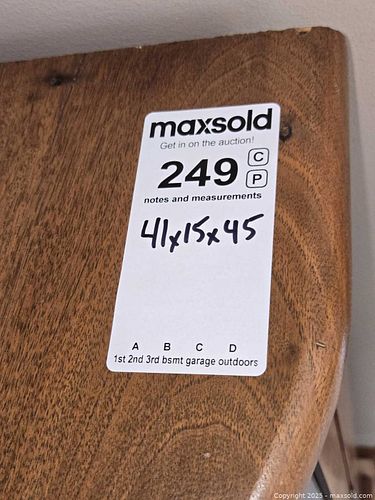 maxsold
Get in on the auction!
249 C
P
notes and measurements
41x15x45
A B C D
1st 2nd 3rd bsmt garage outdoors
Copyright 2025 - maxsold.com